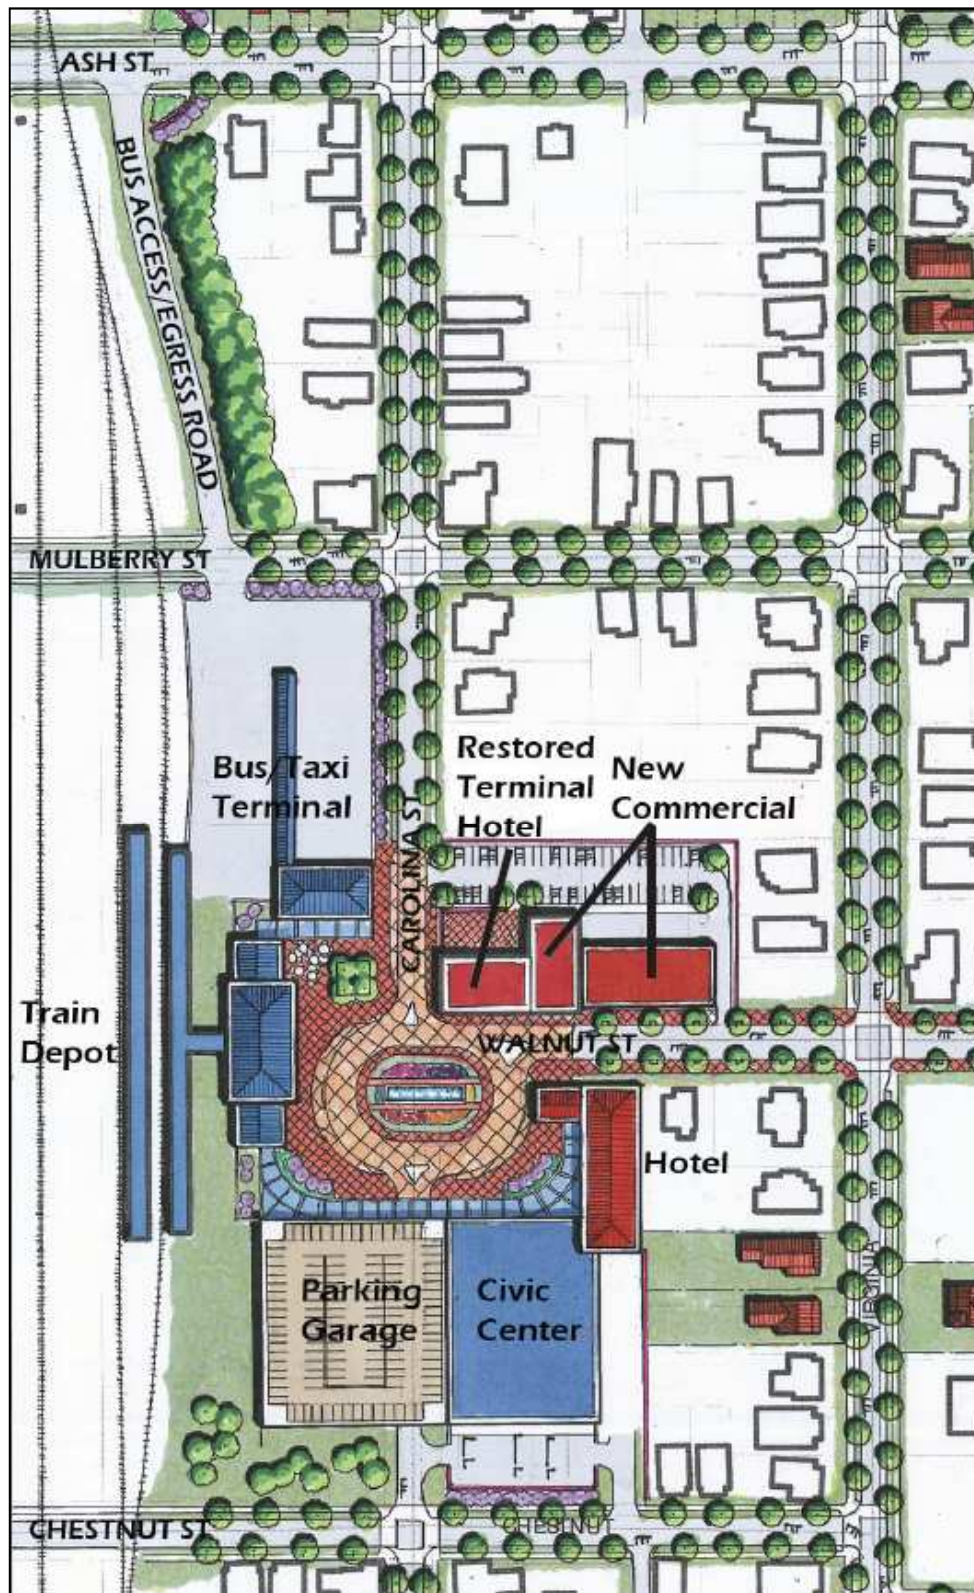 ASH ST
BUS ACCESS/EGRESS ROAD
MULBERRY ST
Bus/Taxi
Terminal
Restored
Terminal
Hotel
New
Commercial
CAROLINA ST
Train
Depot
WALNUT ST
Hotel
Parking
Garage
Civic
Center
VIRGINIA
CHESTNUT ST
CHESTNUT